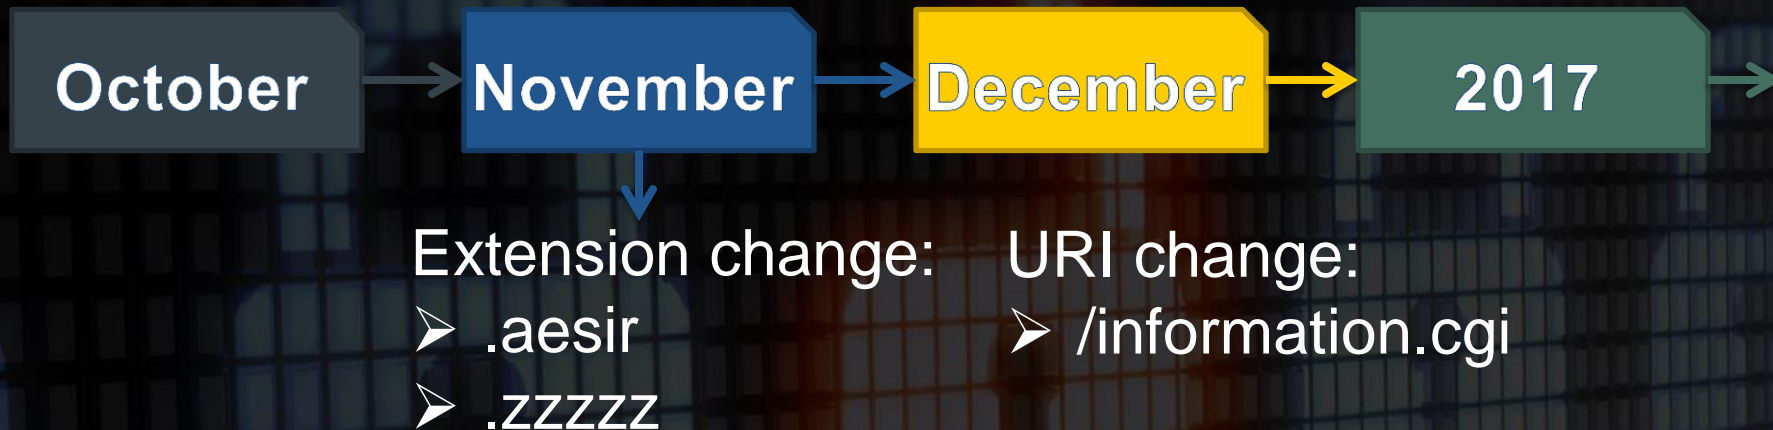 October November December 2017
Extension change:
➢ .aesir
➢ .zzzzz
URI change:
➢ /information.cgi